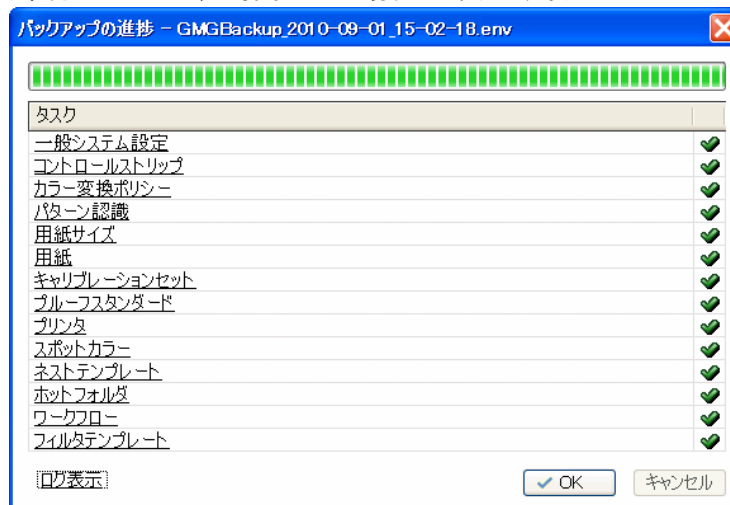 バックアップの進捗 - GMGBackup_2010-09-01_15-02-18.env
タスク
一般システム設定
コントロールストリップ
カラー変換ポリシー
パターン認識
用紙サイズ
用紙
キャリブレーションセット
プルーフスタンダード
プリンタ
スポットカラー
ネストテンプレート
ホットフォルダ
ワークフロー
フィルタテンプレート
ログ表示 OK キャンセル